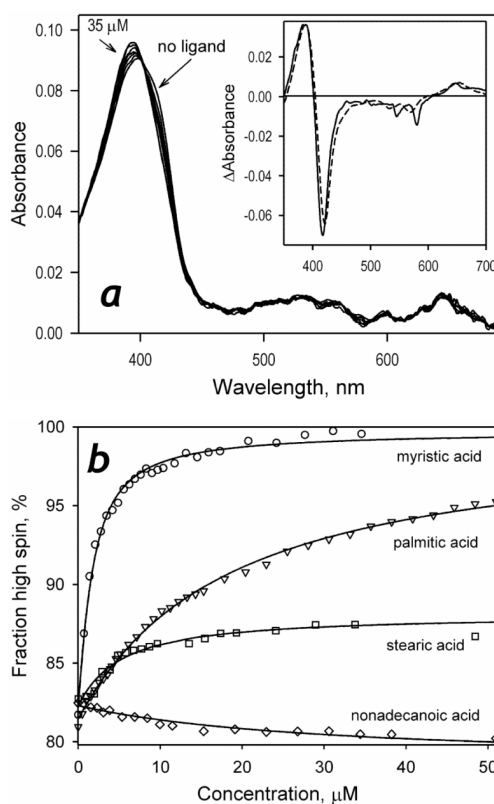 35 μM
no ligand
Absorbance
0.10
0.08
0.06
0.04
0.02
0.00
a
400
500
600
Wavelength, nm
ΔAbsorbance
0.02
0.00
-0.02
-0.04
-0.06
400
500
600
700
b
Fraction high spin, %
100
95
90
85
80
myristic acid
palmitic acid
stearic acid
nonadecanoic acid
0
10
20
30
40
50
Concentration, μM